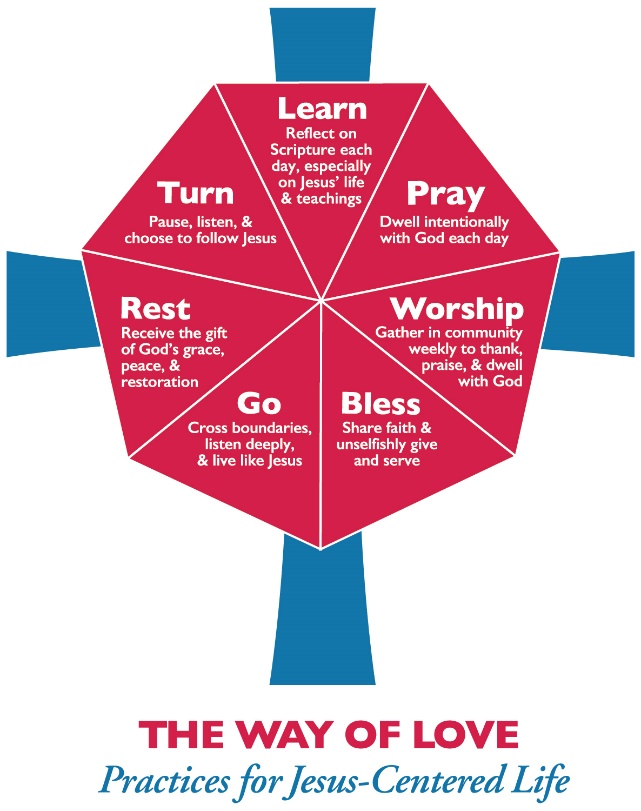 Learn
Reflect on
Scripture each
day, especially
on Jesus’ life
& teachings
Turn
Pause, listen, &
choose to follow Jesus
Pray
Dwell intentionally
with God each day
Rest
Receive the gift
of God’s grace,
peace, &
restoration
Worship
Gather in community
weekly to thank,
praise, & dwell
with God
Go
Cross boundaries,
listen deeply,
& live like Jesus
Bless
Share faith &
unselfishly give
and serve
THE WAY OF LOVE
Practices for Jesus-Centered Life